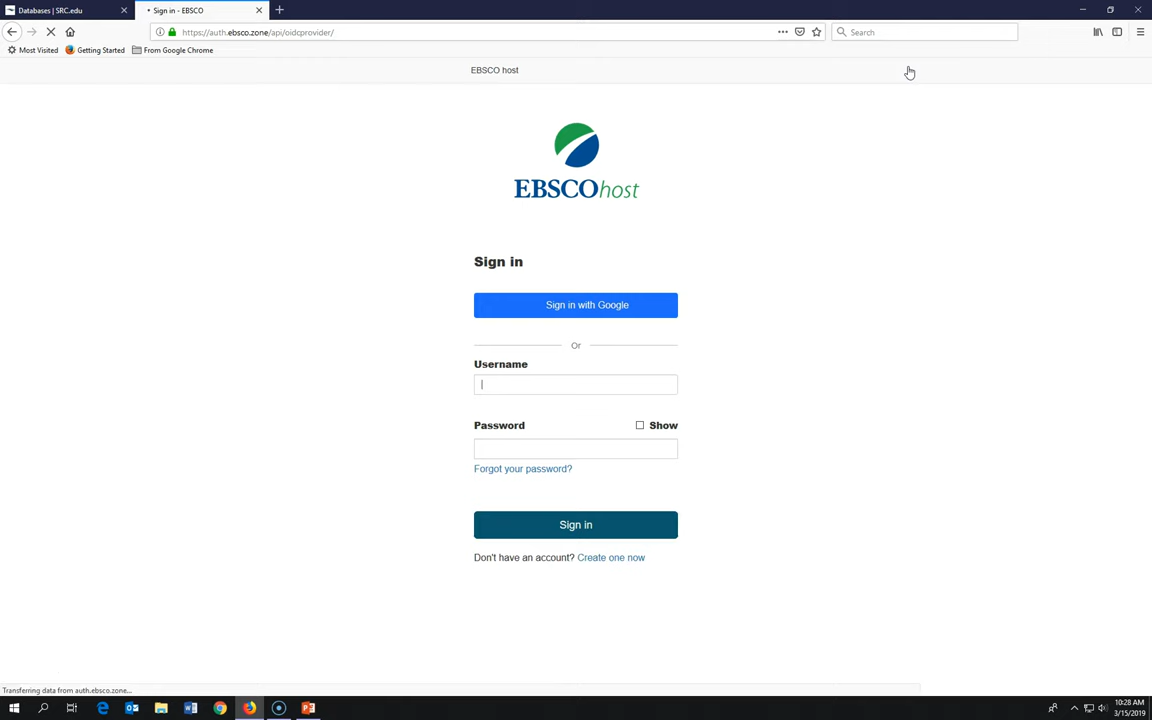 Databases | SRC.edu
Sign in - EBSCO
https://auth.ebsco.zone/api/oidcprovider/
Search
Most Visited
Getting Started
From Google Chrome
EBSCO host
EBSCOhost
Sign in
Sign in with Google
Or
Username
Password
Show
Forgot your password?
Sign in
Don't have an account? Create one now
Transferring data from auth.ebsco.zone...
10:28 AM
3/15/2019